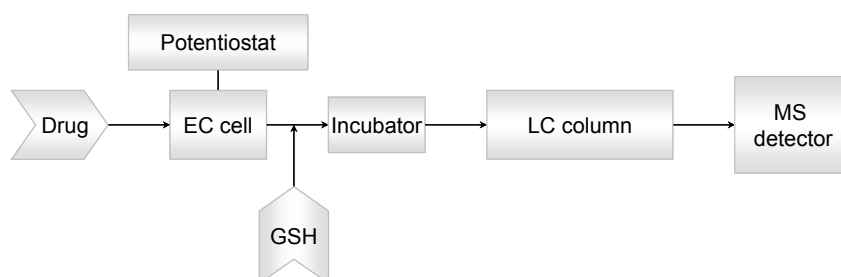 Potentiostat
Drug
EC cell
Incubator
LC column
MS
detector
GSH